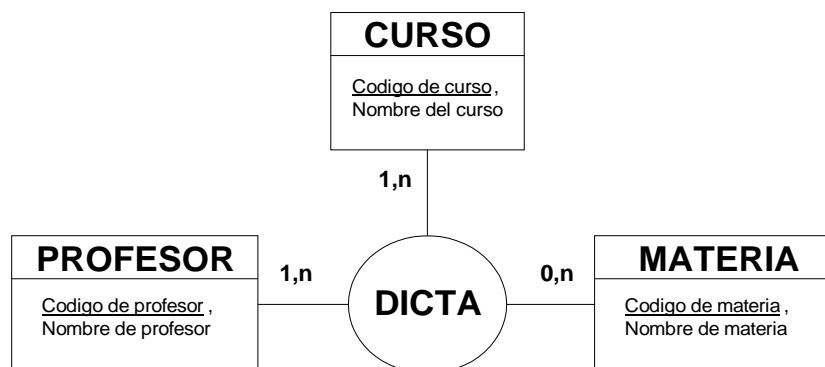 CURSO
Codigo de curso ,
Nombre del curso
1,n
PROFESOR
Codigo de profesor ,
Nombre de profesor
1,n
DICTA
0,n
MATERIA
Codigo de materia ,
Nombre de materia